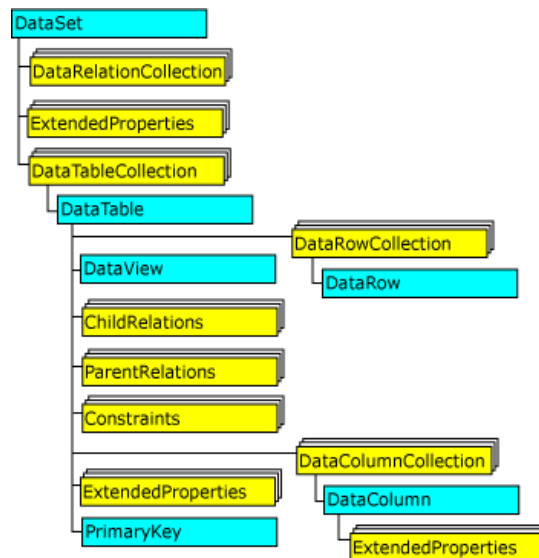 DataSet
DataRelationCollection
ExtendedProperties
DataTableCollection
DataTable
DataRowCollection
DataView
DataRow
ChildRelations
ParentRelations
Constraints
DataColumnCollection
ExtendedProperties
DataColumn
PrimaryKey
ExtendedProperties